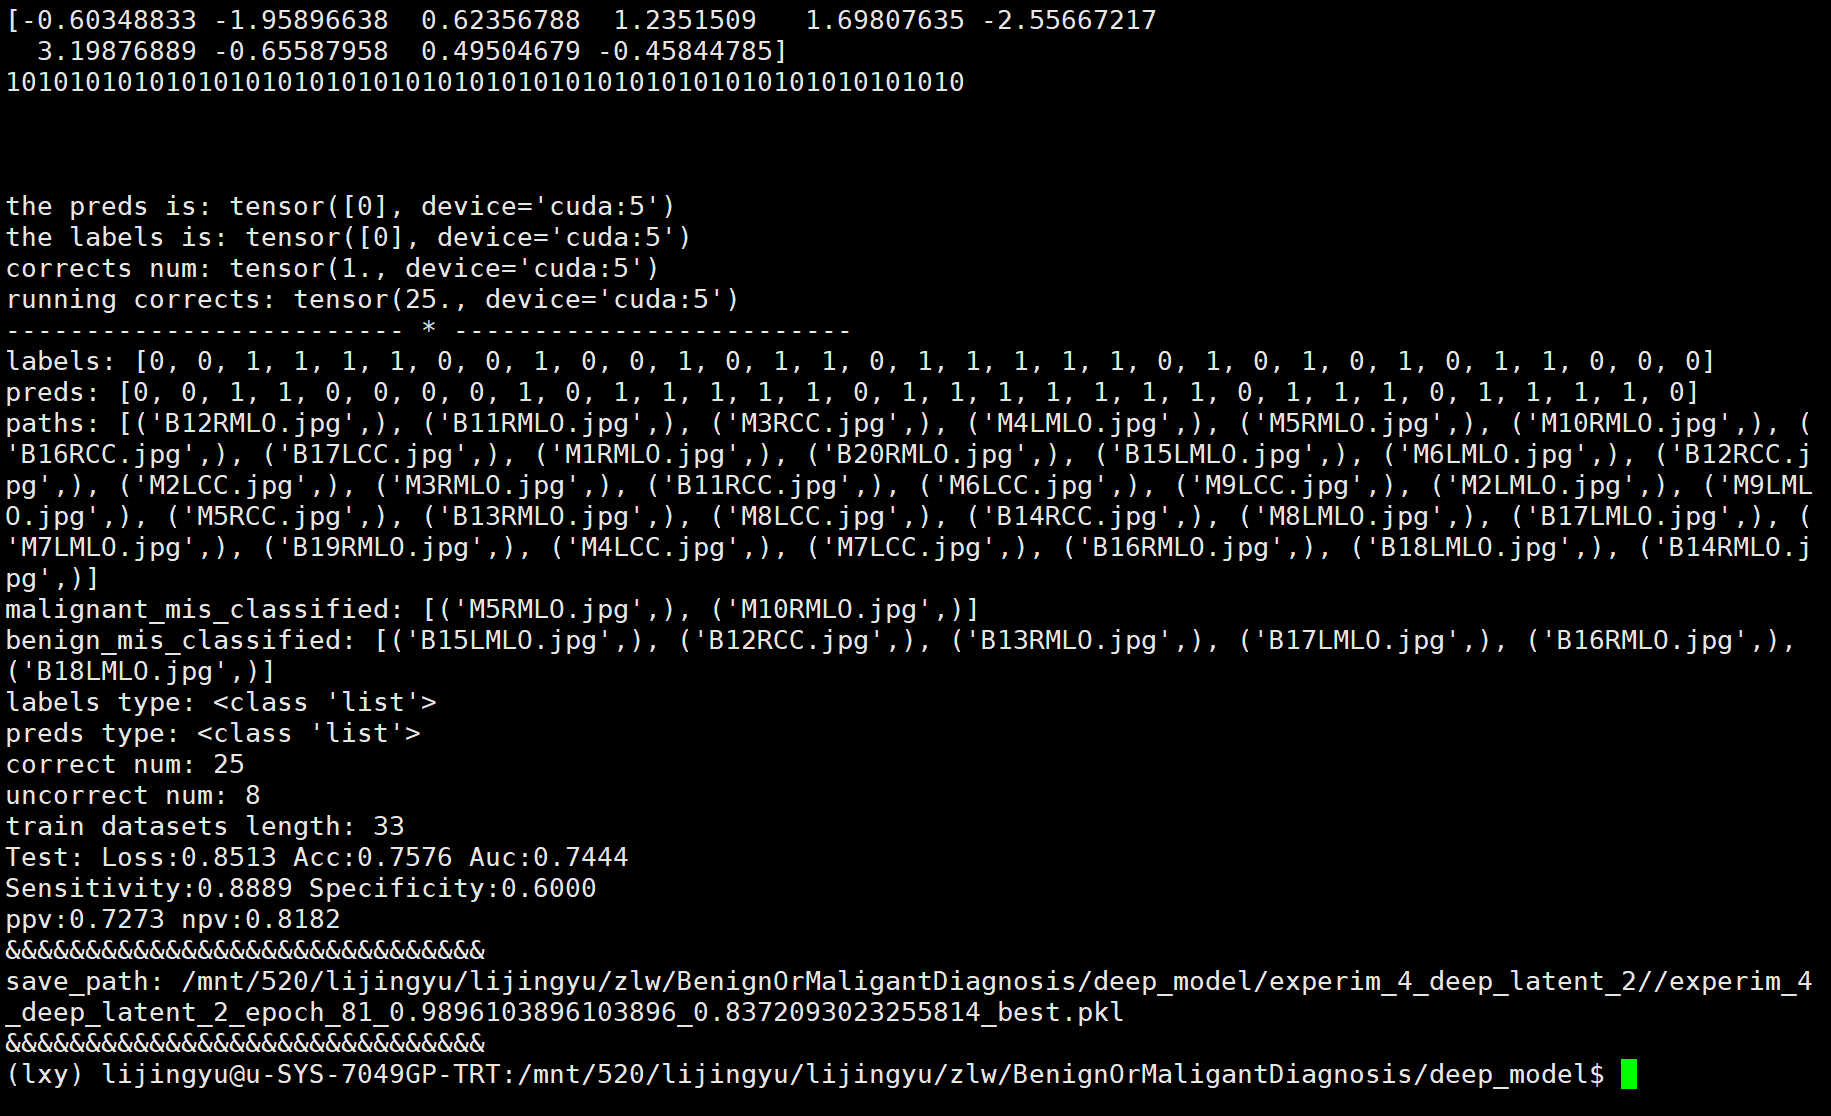 [-0.60348833 -1.95896638  0.62356788  1.2351509   1.69807635 -2.55667217
  3.19876889 -0.65587958  0.49504679 -0.45844785]
101010101010101010101010101010101010101010101010101010101010
the preds is: tensor([0], device='cuda:5')
the labels is: tensor([0], device='cuda:5')
corrects num: tensor(1., device='cuda:5')
running corrects: tensor(25., device='cuda:5')
------------------------- * -------------------------
labels: [0, 0, 1, 1, 1, 1, 0, 0, 1, 0, 0, 1, 0, 1, 1, 0, 1, 1, 1, 1, 1, 0, 1, 0, 1, 0, 1, 0, 1, 1, 0, 0, 0]
preds: [0, 0, 1, 1, 0, 0, 0, 0, 1, 0, 1, 1, 1, 1, 1, 0, 1, 1, 1, 1, 1, 1, 1, 0, 1, 1, 1, 0, 1, 1, 1, 1, 0]
paths: [('B12RMLO.jpg',), ('B11RMLO.jpg',), ('M3RCC.jpg',), ('M4LMLO.jpg',), ('M5RMLO.jpg',), ('M10RMLO.jpg',), (
'B16RCC.jpg',), ('B17LCC.jpg',), ('M1RMLO.jpg',), ('B20RMLO.jpg',), ('B15LMLO.jpg',), ('M6LMLO.jpg',), ('B12RCC.j
pg',), ('M2LCC.jpg',), ('M3RMLO.jpg',), ('B11RCC.jpg',), ('M6LCC.jpg',), ('M9LCC.jpg',), ('M2LMLO.jpg',), ('M9LML
O.jpg',), ('M5RCC.jpg',), ('B13RMLO.jpg',), ('M8LCC.jpg',), ('B14RCC.jpg',), ('M8LMLO.jpg',), ('B17LMLO.jpg',), (
'M7LMLO.jpg',), ('B19RMLO.jpg',), ('M4LCC.jpg',), ('M7LCC.jpg',), ('B16RMLO.jpg',), ('B18LMLO.jpg',), ('B14RMLO.j
pg',)]
malignant_mis_classified: [('M5RMLO.jpg',), ('M10RMLO.jpg',)]
benign_mis_classified: [('B15LMLO.jpg',), ('B12RCC.jpg',), ('B13RMLO.jpg',), ('B17LMLO.jpg',), ('B16RMLO.jpg',),
('B18LMLO.jpg',)]
labels type: <class 'list'>
preds type: <class 'list'>
correct num: 25
uncorrect num: 8
train datasets length: 33
Test: Loss:0.8513 Acc:0.7576 Auc:0.7444
Sensitivity:0.8889 Specificity:0.6000
ppv:0.7273 npv:0.8182
&&&&&&&&&&&&&&&&&&&&&&&&&&&&&&
save_path: /mnt/520/lijingyu/lijingyu/zlw/BenignOrMaligantDiagnosis/deep_model/experim_4_deep_latent_2//experim_4
_deep_latent_2_epoch_81_0.9896103896103896_0.8372093023255814_best.pkl
&&&&&&&&&&&&&&&&&&&&&&&&&&&&&&
(lxy) lijingyu@u-SYS-7049GP-TRT:/mnt/520/lijingyu/lijingyu/zlw/BenignOrMaligantDiagnosis/deep_model$